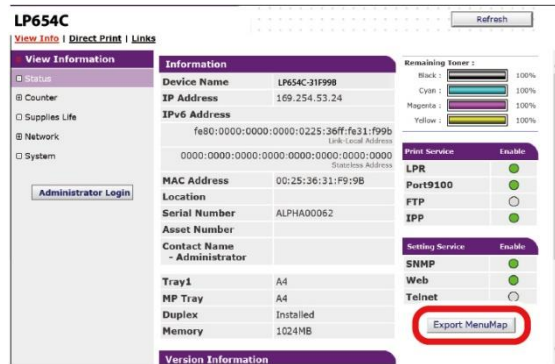 LP654C
Refresh
View Info | Direct Print | Links
View Information
Status
Counter
Supplies Life
Network
System
Administrator Login
Information
Device Name LP654C-31F99B
IP Address 169.254.53.24
IPv6 Address
fe80:0000:0000:0000:0225:36ff:fe31:f99b
Link-Local Address
0000:0000:0000:0000:0000:0000:0000:0000
Stateless Address
MAC Address 00:25:36:31:F9:9B
Location
Serial Number ALPHA00062
Asset Number
Contact Name
- Administrator
Tray1 A4
MP Tray A4
Duplex Installed
Memory 1024MB
Version Information
Remaining Toner :
Black : 100%
Cyan : 100%
Magenta : 100%
Yellow : 100%
Print Service Enable
LPR
Port9100
FTP
IPP
Setting Service Enable
SNMP
Web
Telnet
Export MenuMap